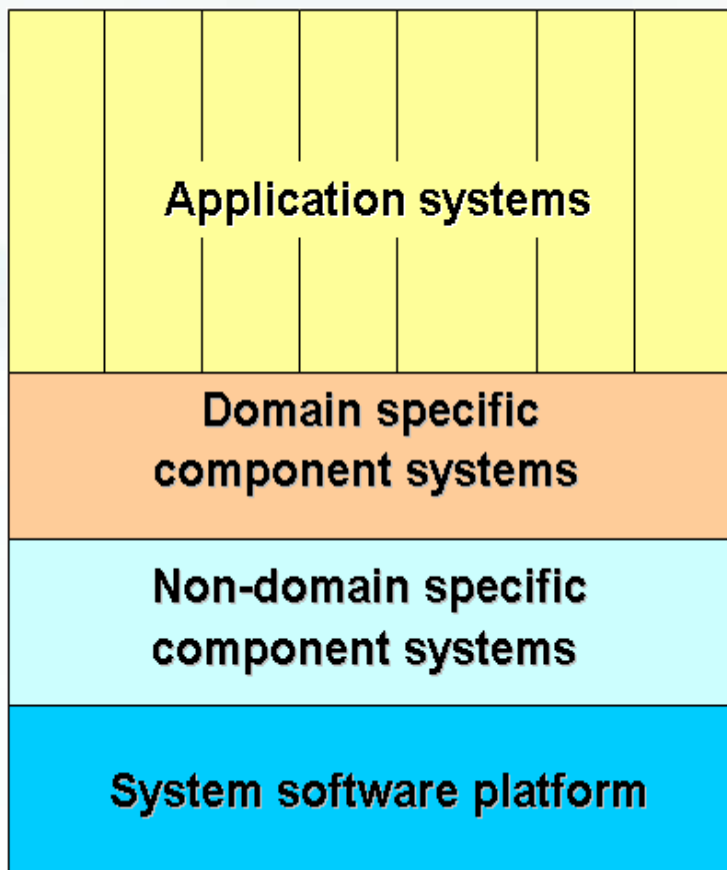 Application systems
Domain specific
component systems
Non-domain specific
component systems
System software platform